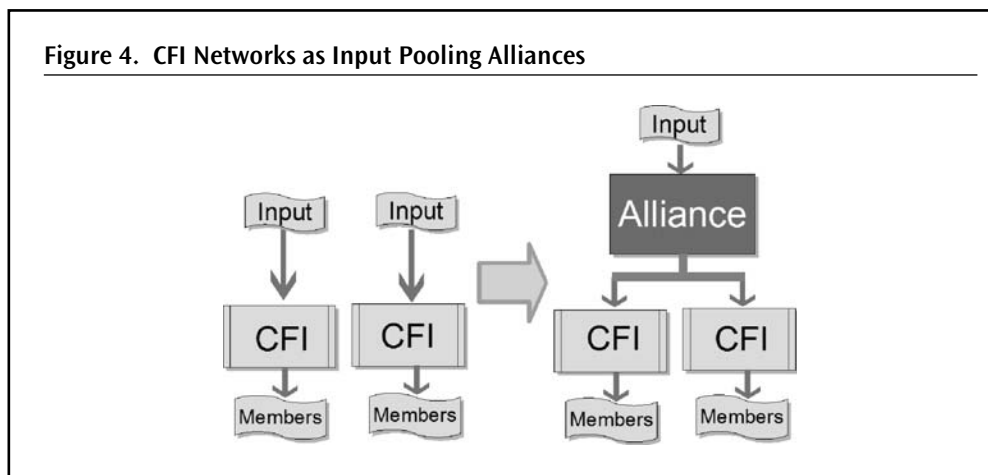 Figure 4. CFI Networks as Input Pooling Alliances
Input
Input
CFI
CFI
Members
Members
Input
Alliance
CFI
CFI
Members
Members